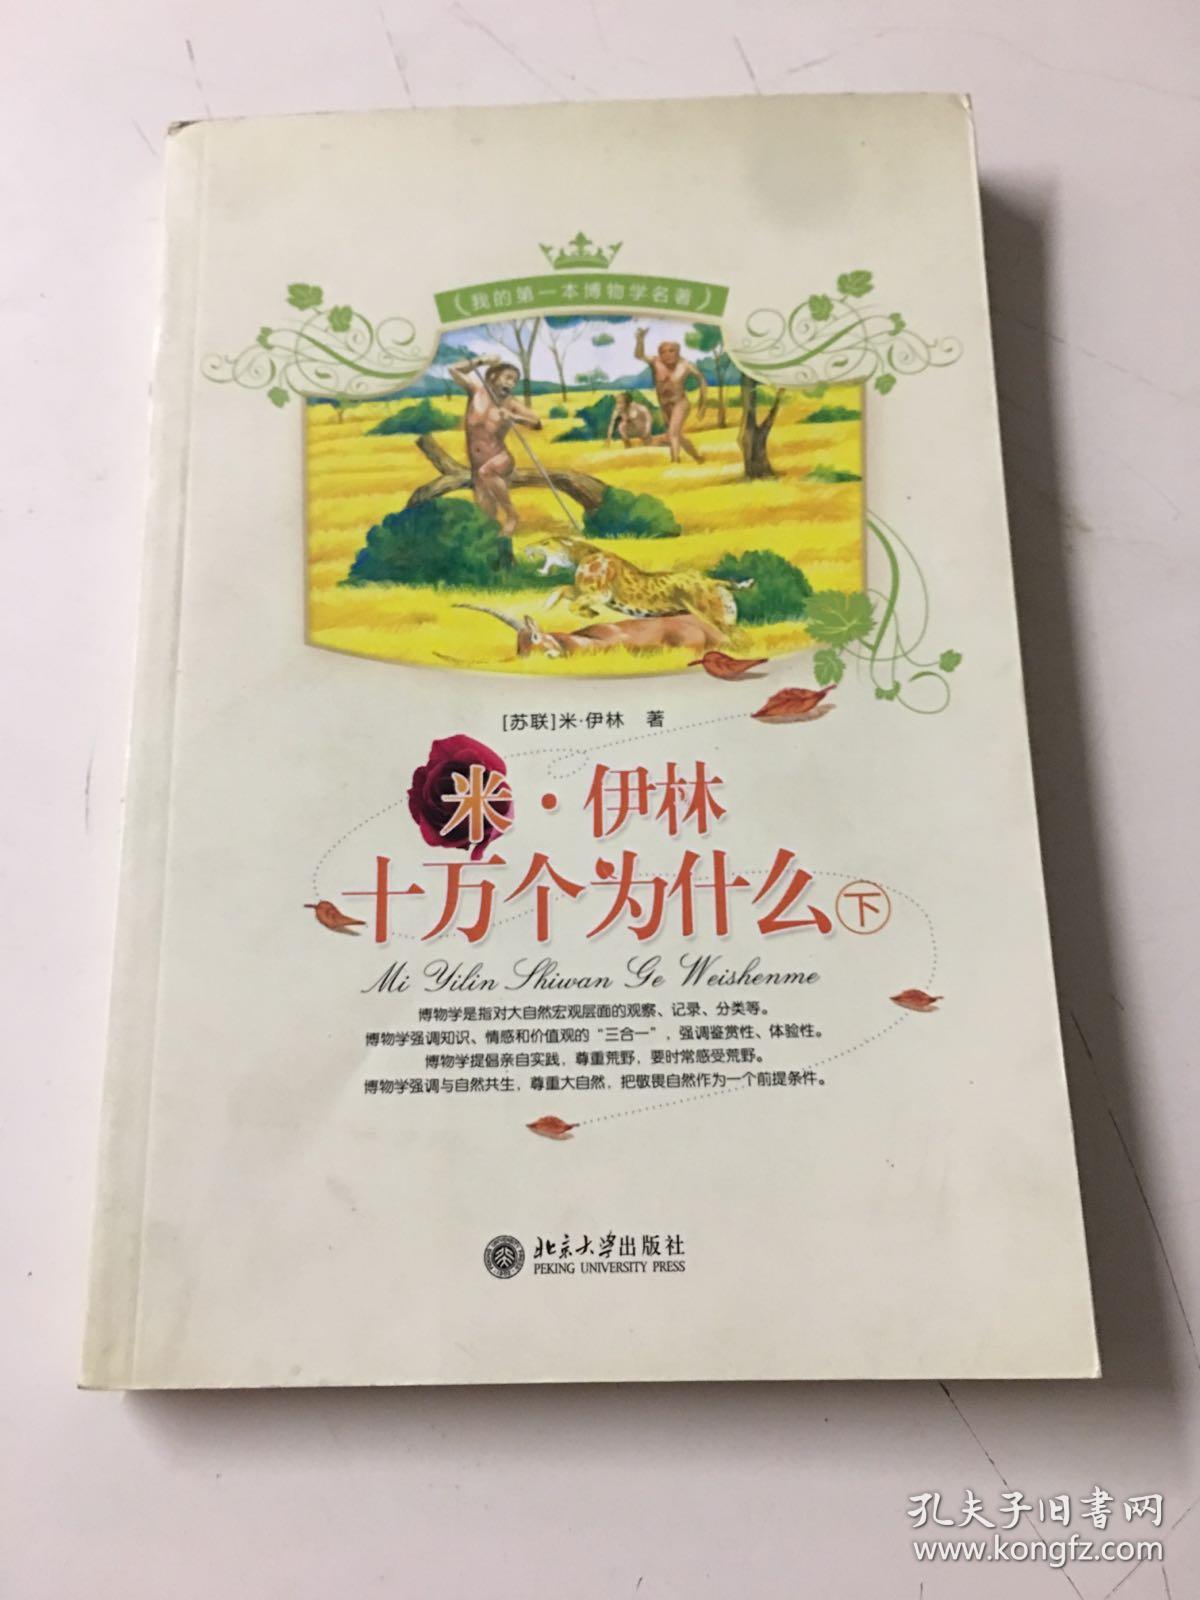 (我的第一本博物学名著)
[苏联]米·伊林 著
米·伊林
十万个为什么 下
Mi Yilin Shiwan Ge Weishenme
博物学是指对大自然宏观层面的观察、记录、分类等。
博物学强调知识、情感和价值观的“三合一”，强调鉴赏性、体验性。
博物学提倡亲自实践，尊重荒野，要时常感受荒野。
博物学强调与自然共生，尊重大自然，把敬畏自然作为一个前提条件。
北京大学出版社
PEKING UNIVERSITY PRESS
孔夫子旧书网
www.kongfz.com